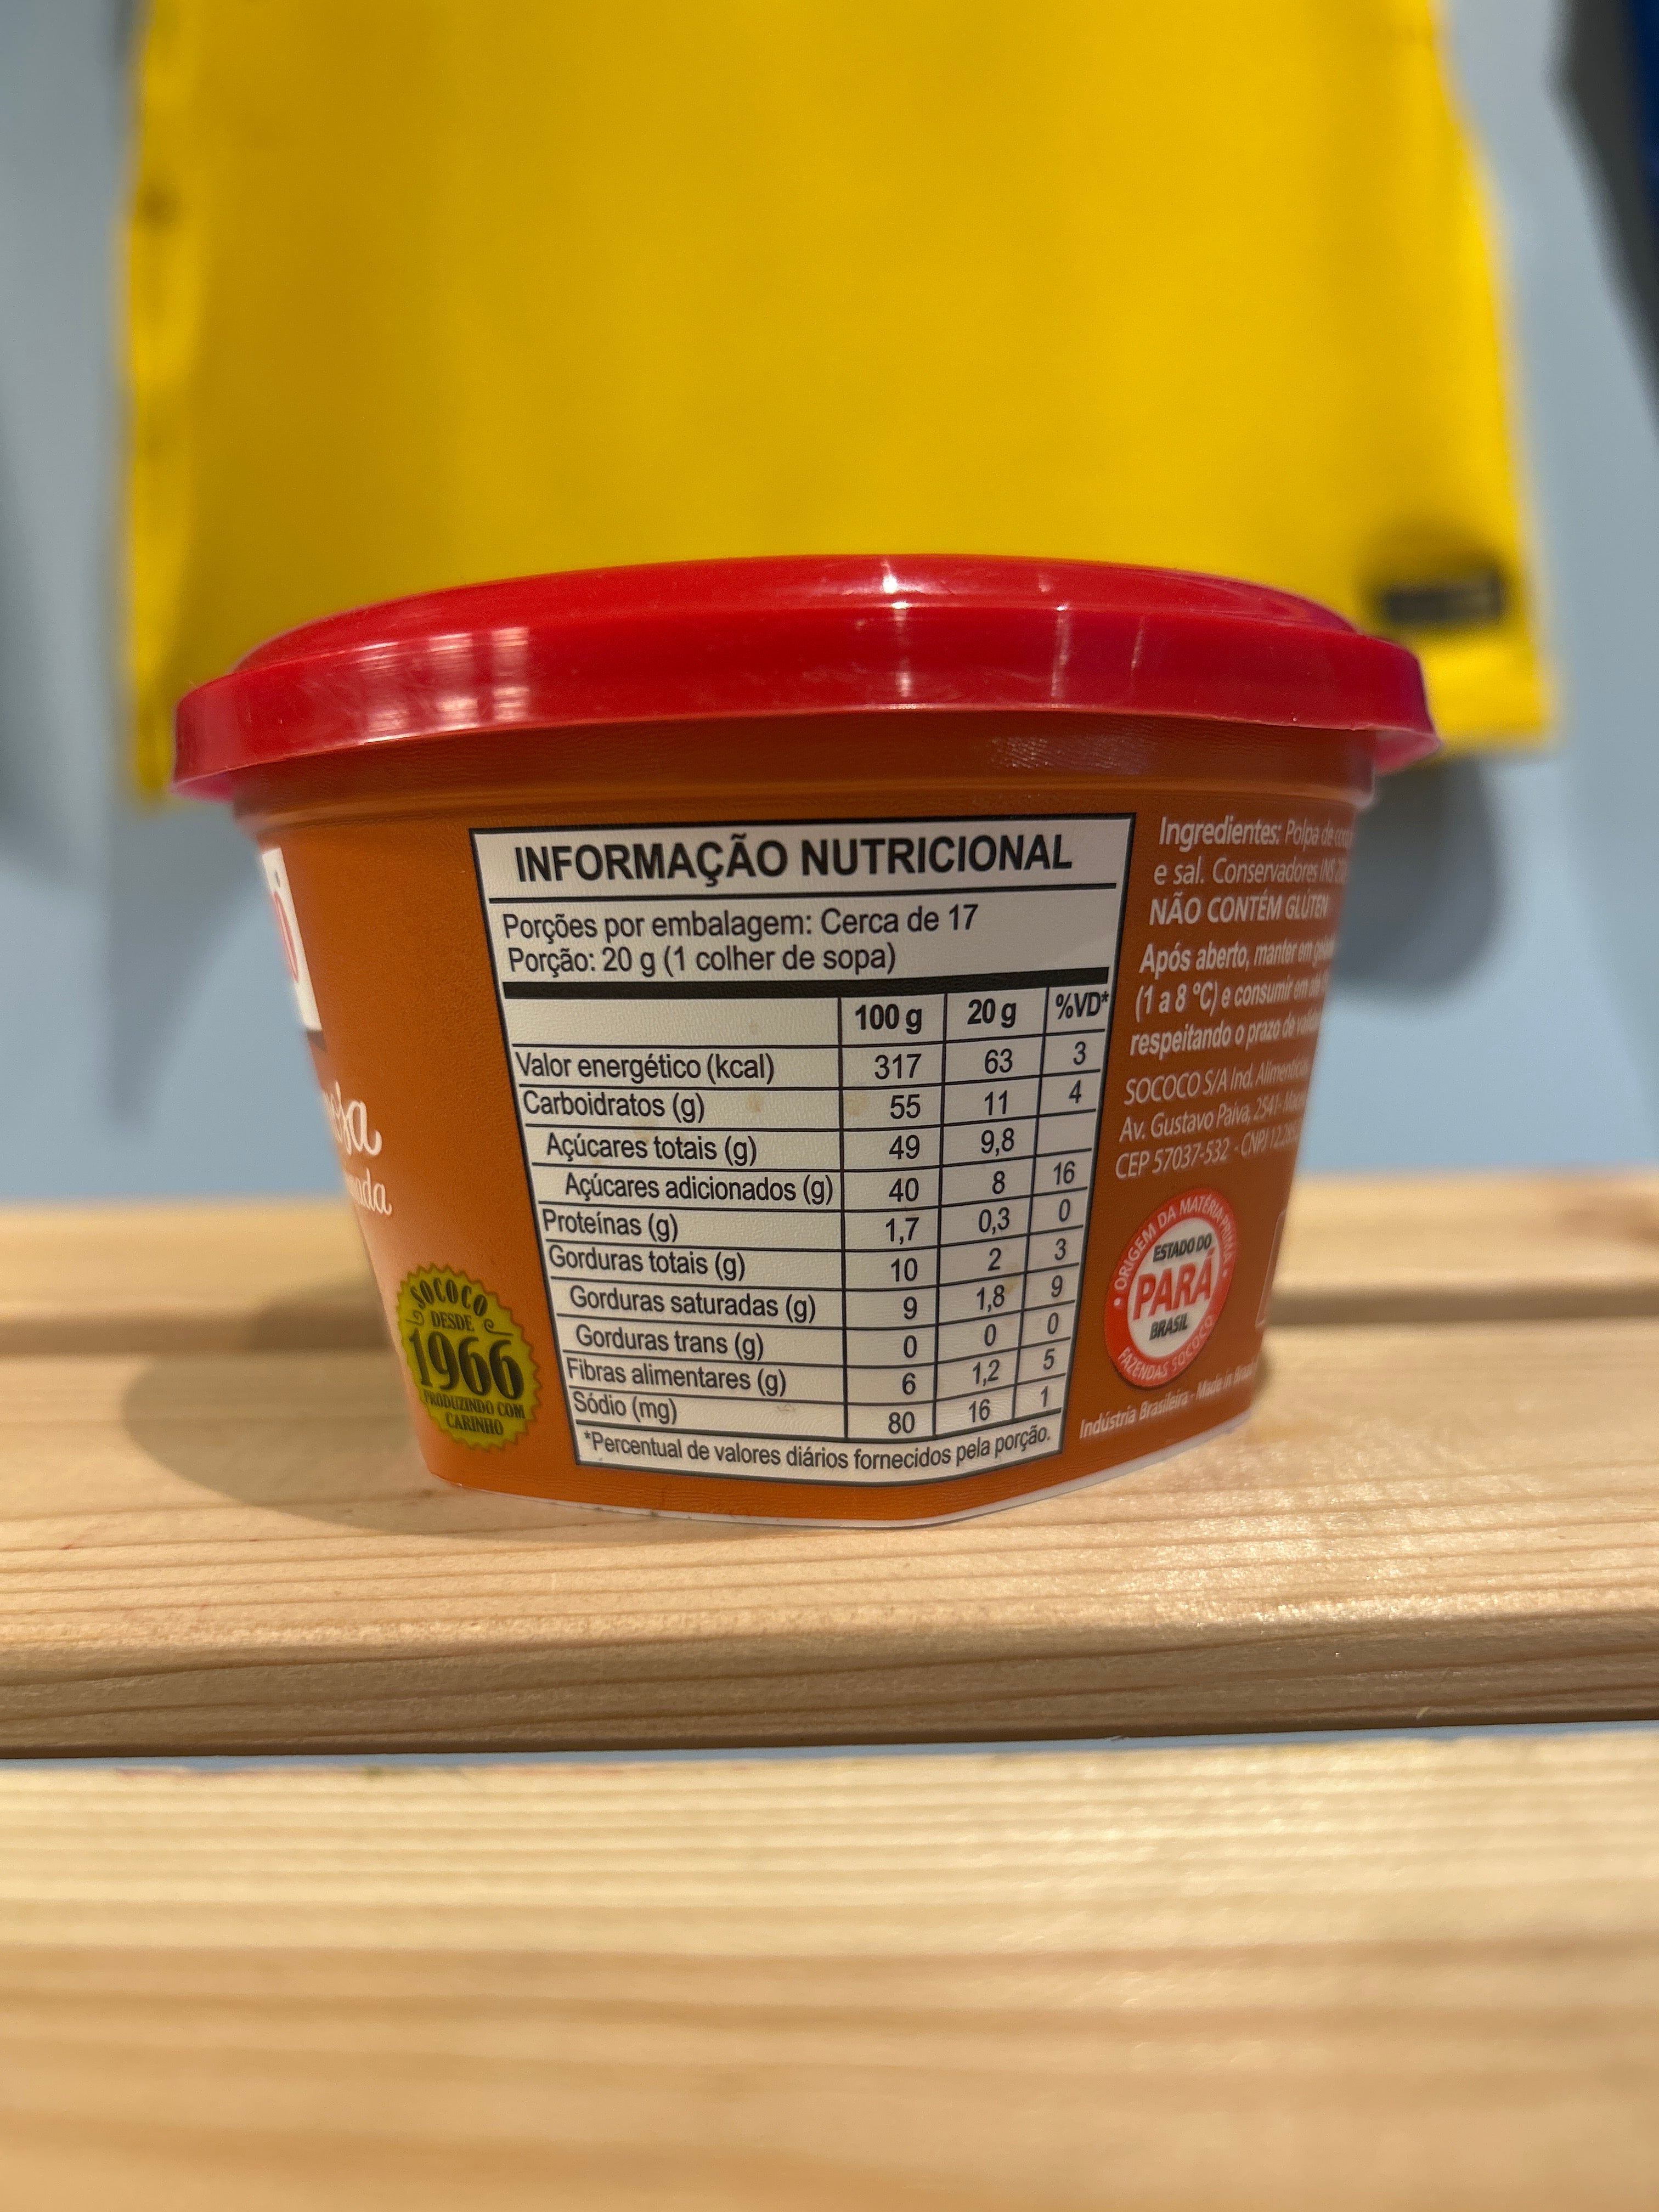 INFORMAÇÃO NUTRICIONAL
Porções por embalagem: Cerca de 17
Porção: 20 g (1 colher de sopa)
100 g 20 g %VD*
Valor energético (kcal) 317 63 3
Carboidratos (g) 55 11 4
Açúcares totais (g) 49 9,8
Açúcares adicionados (g) 40 8 16
Proteínas (g) 1,7 0,3 0
Gorduras totais (g) 10 2 3
Gorduras saturadas (g) 9 1,8 9
Gorduras trans (g) 0 0 0
Fibras alimentares (g) 6 1,2 5
Sódio (mg) 80 16 1
*Percentual de valores diários fornecidos pela porção.
SOCOCO
DESDE
1966
PRODUZINDO COM
CARINHO
Ingredientes: Polpa de
e sal. Conservadores INS
NÃO CONTÉM GLÚTEN
Após aberto, manter em
(1 a 8 °C) e consumir em
respeitando o prazo de
SOCOCO S/A Ind.
Av. Gustavo Paiva, 2541-
CEP 57037-532 - CNPJ
ORIGEM DA MATÉRIA-PRIMA
ESTADO DO
PARÁ
BRASIL
FAZENDAS SOCOCO
Indústria Brasileira - Made in